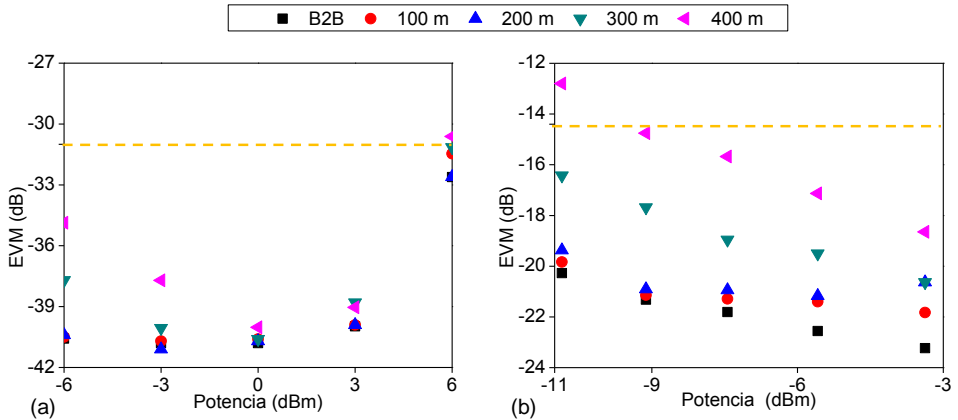 B2B 100 m 200 m 300 m 400 m
-27
-30
-33
-36
-39
-42
EVM (dB)
-6 -3 0 3 6
Potencia (dBm)
(a)
-12
-14
-16
-18
-20
-22
-24
EVM (dB)
-11 -9 -6 -3
Potencia (dBm)
(b)